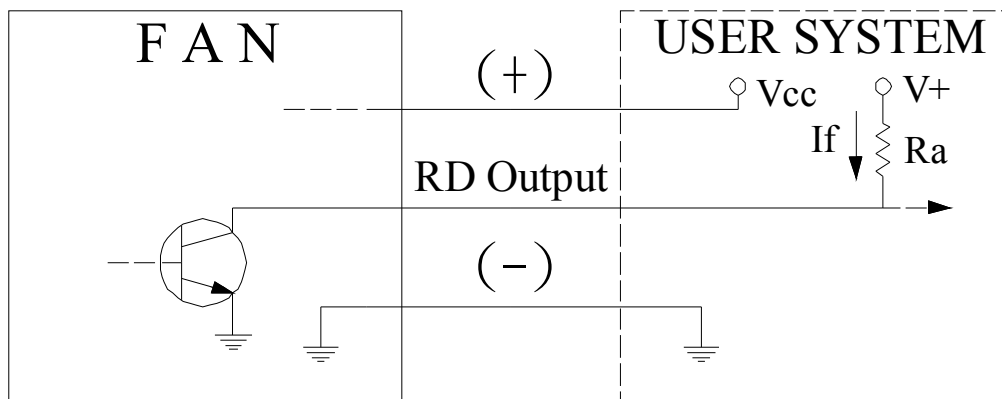 F A N
USER SYSTEM
(+)
Vcc
V+
If
Ra
RD Output
(-)